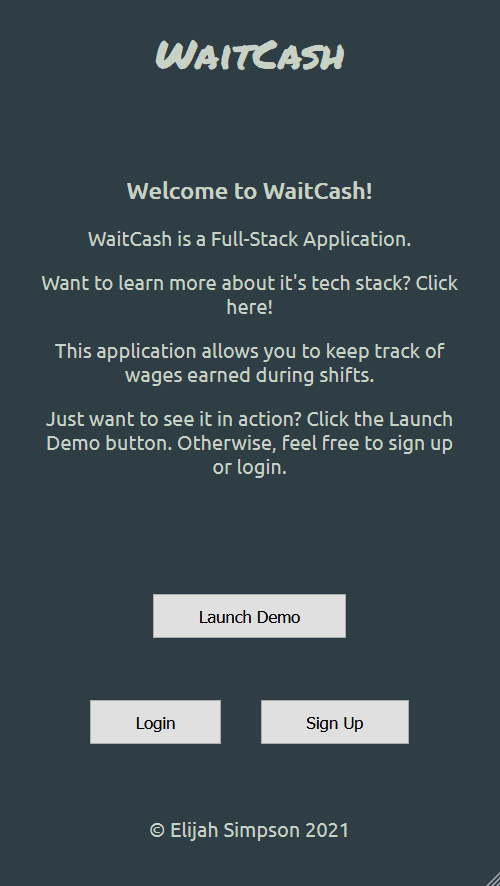 WaitCash
Welcome to WaitCash!
WaitCash is a Full-Stack Application.
Want to learn more about it's tech stack? Click
here!
This application allows you to keep track of
wages earned during shifts.
Just want to see it in action? Click the Launch
Demo button. Otherwise, feel free to sign up
or login.
Launch Demo
Login
Sign Up
© Elijah Simpson 2021